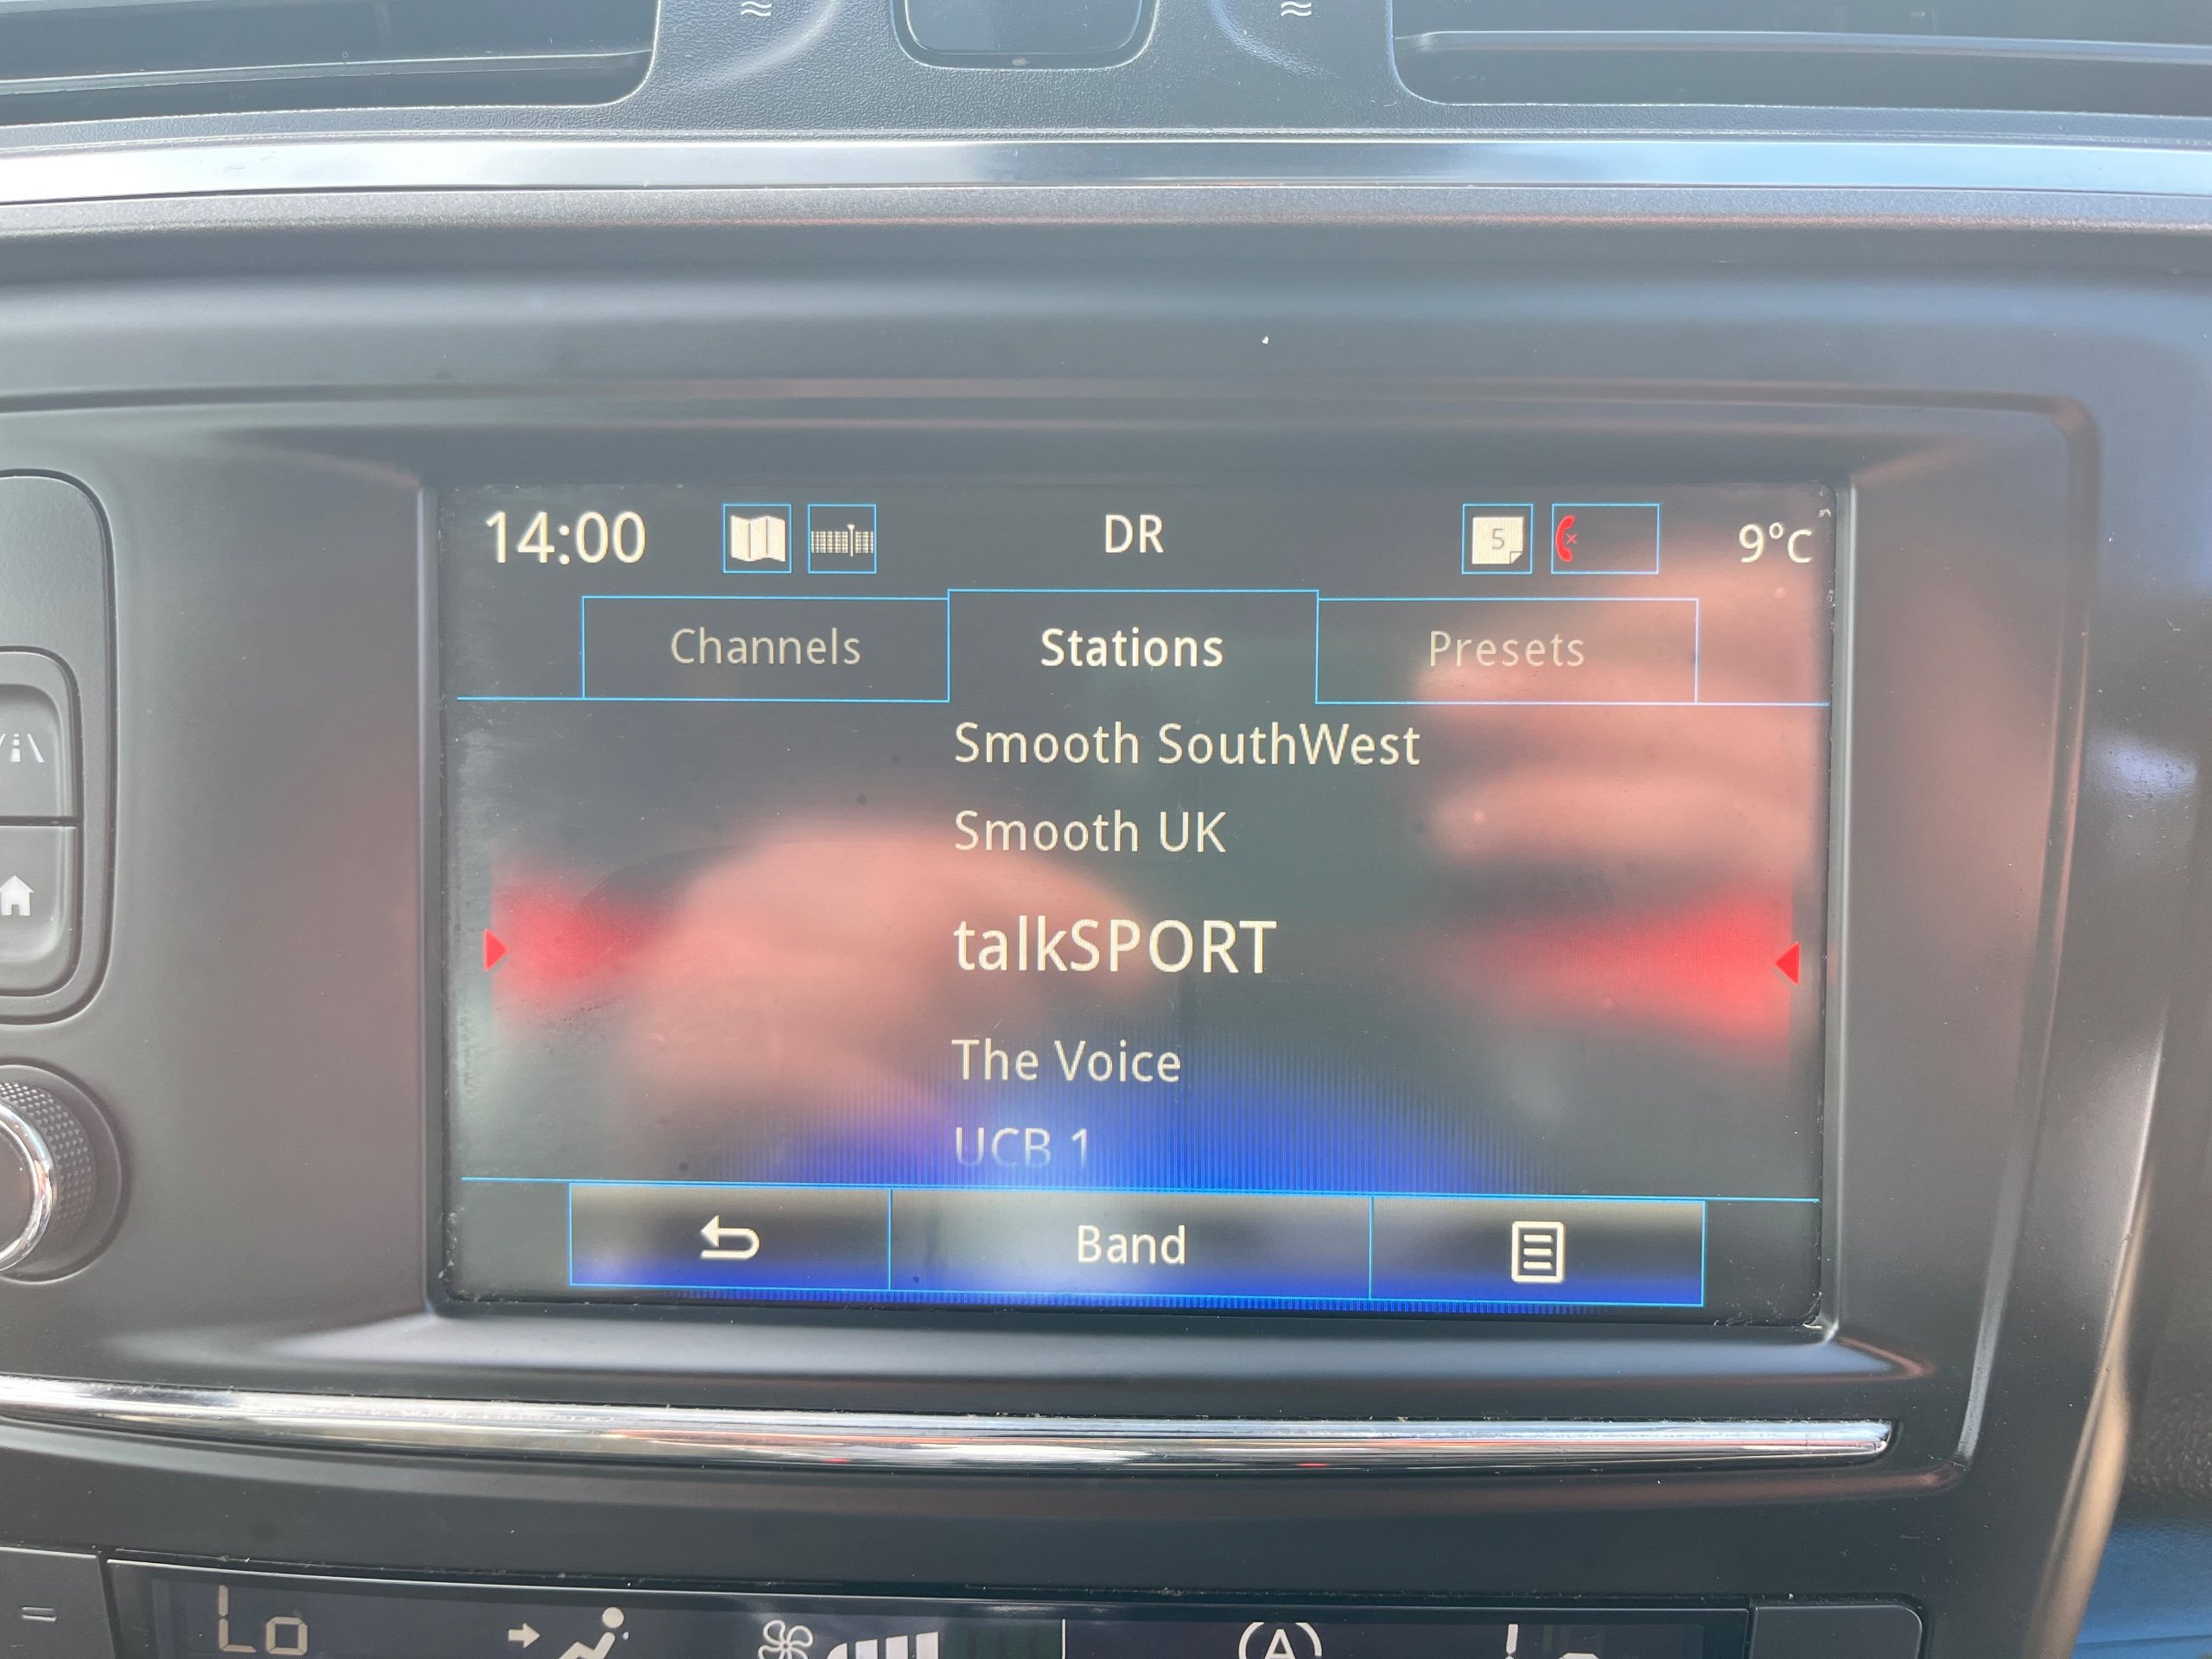 14:00 DR 5 9°C
Channels Stations Presets
Smooth SouthWest
Smooth UK
talkSPORT
The Voice
UCB 1
Band
Lo A Lo